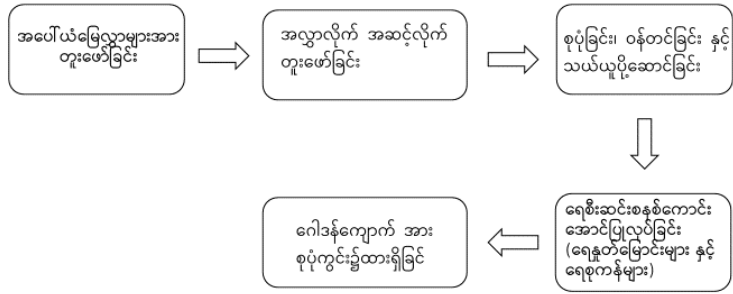 အပေါ်ယံမြေလွှာများအား
တူးဖော်ခြင်း
အလွှာလိုက် အဆင့်လိုက်
တူးဖော်ခြင်း
စုပုံခြင်း၊ ဝန်တင်ခြင်း နှင့်
သယ်ယူပို့ဆောင်ခြင်း
ရေစီးဆင်းစနစ်ကောင်း
အောင်ပြုလုပ်ခြင်း
(ရေနှုတ်မြောင်းများ နှင့်
ရေစုကန်များ)
ဂေါဒန်ကျောက် အား
စုပုံကွင်း၌ထားရှိခြင်